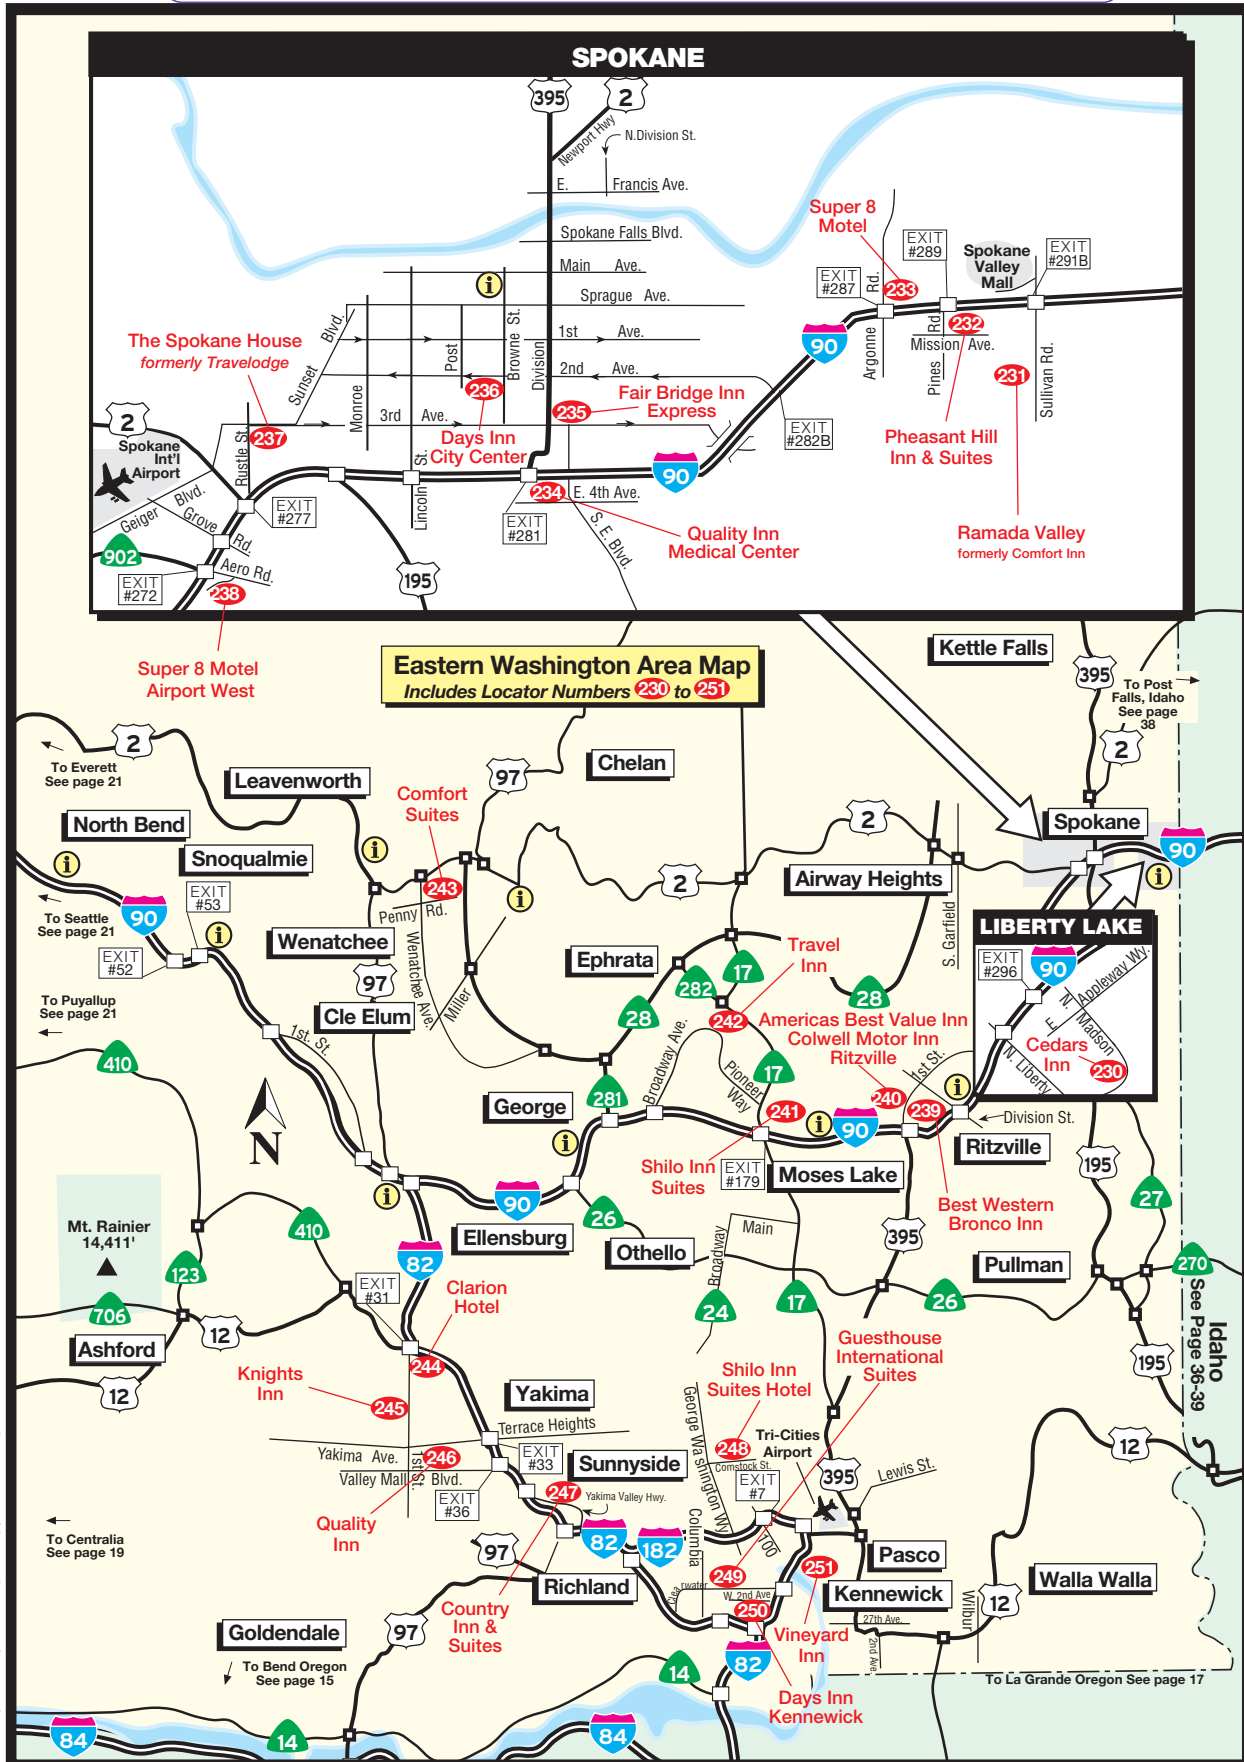 SPOKANE
395
2
Newport Hwy
N.Division St.
E. Francis Ave.
Spokane Falls Blvd.
Main Ave.
Sprague Ave.
1st Ave.
2nd Ave.
3rd Ave.
E. 4th Ave.
S. E. Blvd.
Super 8
Motel
233
EXIT
#289
EXIT
#287
Spokane
Valley
Mall
EXIT
#291B
Argonne Rd.
Pines Rd.
232
Mission Ave.
231
Sullivan Rd.
90
The Spokane House
formerly Travelodge
237
Sunset Blvd.
Monroe
Post
Browne St.
Division
236
Days Inn
City Center
235
Fair Bridge Inn
Express
EXIT
#282B
Pheasant Hill
Inn & Suites
Ramada Valley
formerly Comfort Inn
2
Spokane
Int'l
Airport
Rustle St.
Lincoln St.
90
234
Quality Inn
Medical Center
EXIT
#281
EXIT
#277
Geiger Blvd.
Grove Rd.
Aero Rd.
902
EXIT
#272
238
195
Super 8 Motel
Airport West
Eastern Washington Area Map
Includes Locator Numbers 230 to 251
Kettle Falls
395
To Post
Falls, Idaho
See page
38
2
2
To Everett
See page 21
Leavenworth
97
Chelan
Comfort
Suites
243
North Bend
Snoqualmie
Spokane
90
2
2
Airway Heights
S. Garfield
EXIT
#53
90
To Seattle
See page 21
EXIT
#52
Penny Rd.
Wenatchee
97
Wenatchee Ave.
Miller
Ephrata
282
17
28
28
Travel
Inn
242
LIBERTY LAKE
EXIT
#296
90
N. Madson
E. Appleway Wy.
N. Liberty
Cedars
Inn
230
To Puyallup
See page 21
Cle Elum
1st. St.
410
N
George
281
Broadway Ave.
Pioneer Way
17
241
Shilo Inn
Suites
EXIT
#179
Moses Lake
Americas Best Value Inn
Colwell Motor Inn
Ritzville
240
239
1st St.
90
Division St.
Ritzville
Best Western
Bronco Inn
195
27
Mt. Rainier
14,411'
410
123
706
12
Ashford
12
90
Ellensburg
26
Othello
82
Main
Broadway
24
17
395
26
Pullman
270
Idaho
See Page 36-39
195
EXIT
#31
Clarion
Hotel
244
Knights
Inn
245
Yakima
Terrace Heights
Yakima Ave.
246
1st St.
Valley Mall Blvd.
EXIT
#33
EXIT
#36
Quality
Inn
Sunnyside
247
Yakima Valley Hwy.
Guesthouse
International
Suites
Shilo Inn
Suites Hotel
248
George Washington Wy
Comstock St.
Tri-Cities
Airport
EXIT
#7
395
Lewis St.
12
To Centralia
See page 19
97
82
182
Columbia
100
Richland
249
Clearwater
W. 2nd Ave
250
251
Pasco
Kennewick
27th Ave.
2nd Ave.
Wilbur
12
Walla Walla
Country
Inn &
Suites
Goldendale
97
To Bend Oregon
See page 15
Vineyard
Inn
82
14
Days Inn
Kennewick
To La Grande Oregon See page 17
84
14
84